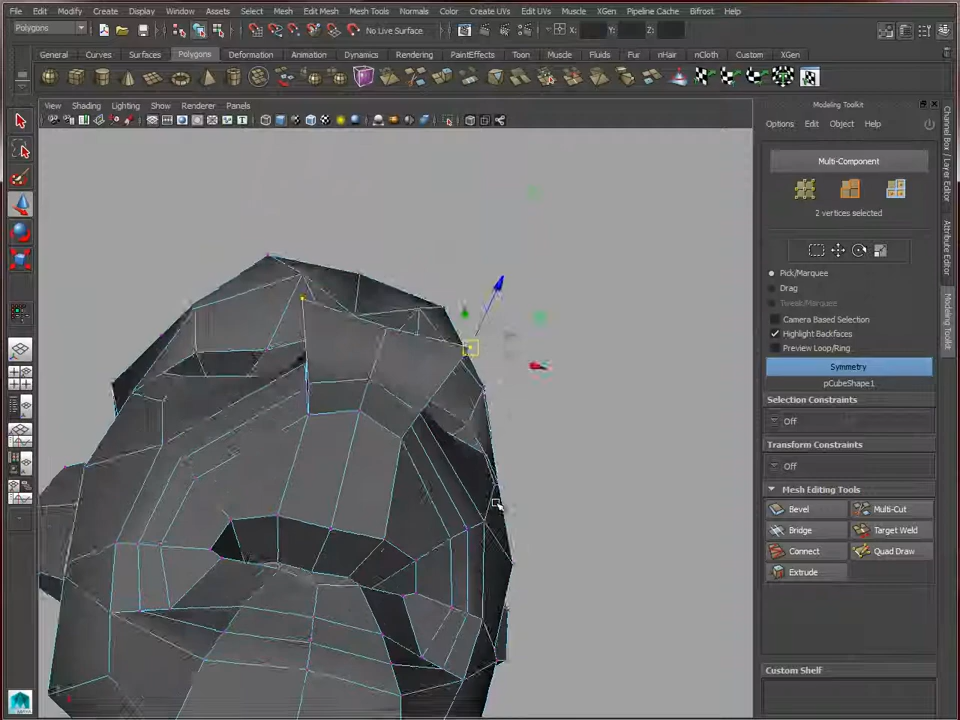 File Edit Modify Create Display Window Assets Select Mesh Edit Mesh Mesh Tools Normals Color Create UVs Edit UVs Muscle XGen Pipeline Cache Bifrost Help
Polygons No Live Surface X: Y: Z:
General Curves Surfaces Polygons Deformation Animation Dynamics Rendering PaintEffects Toon Muscle Fluids Fur nHair nCloth Custom XGen
View Shading Lighting Show Renderer Panels
Modeling Toolkit
Options Edit Object Help
Multi-Component
2 vertices selected
Pick/Marquee
Drag
Tweak/Marquee
Camera Based Selection
Highlight Backfaces
Preview Loop/Ring
Symmetry
pCubeShape1
Selection Constraints
Off
Transform Constraints
Off
Mesh Editing Tools
Bevel Multi-Cut
Bridge Target Weld
Connect Quad Draw
Extrude
Custom Shelf
Channel Box / Layer Editor
Attribute Editor
Modeling Toolkit